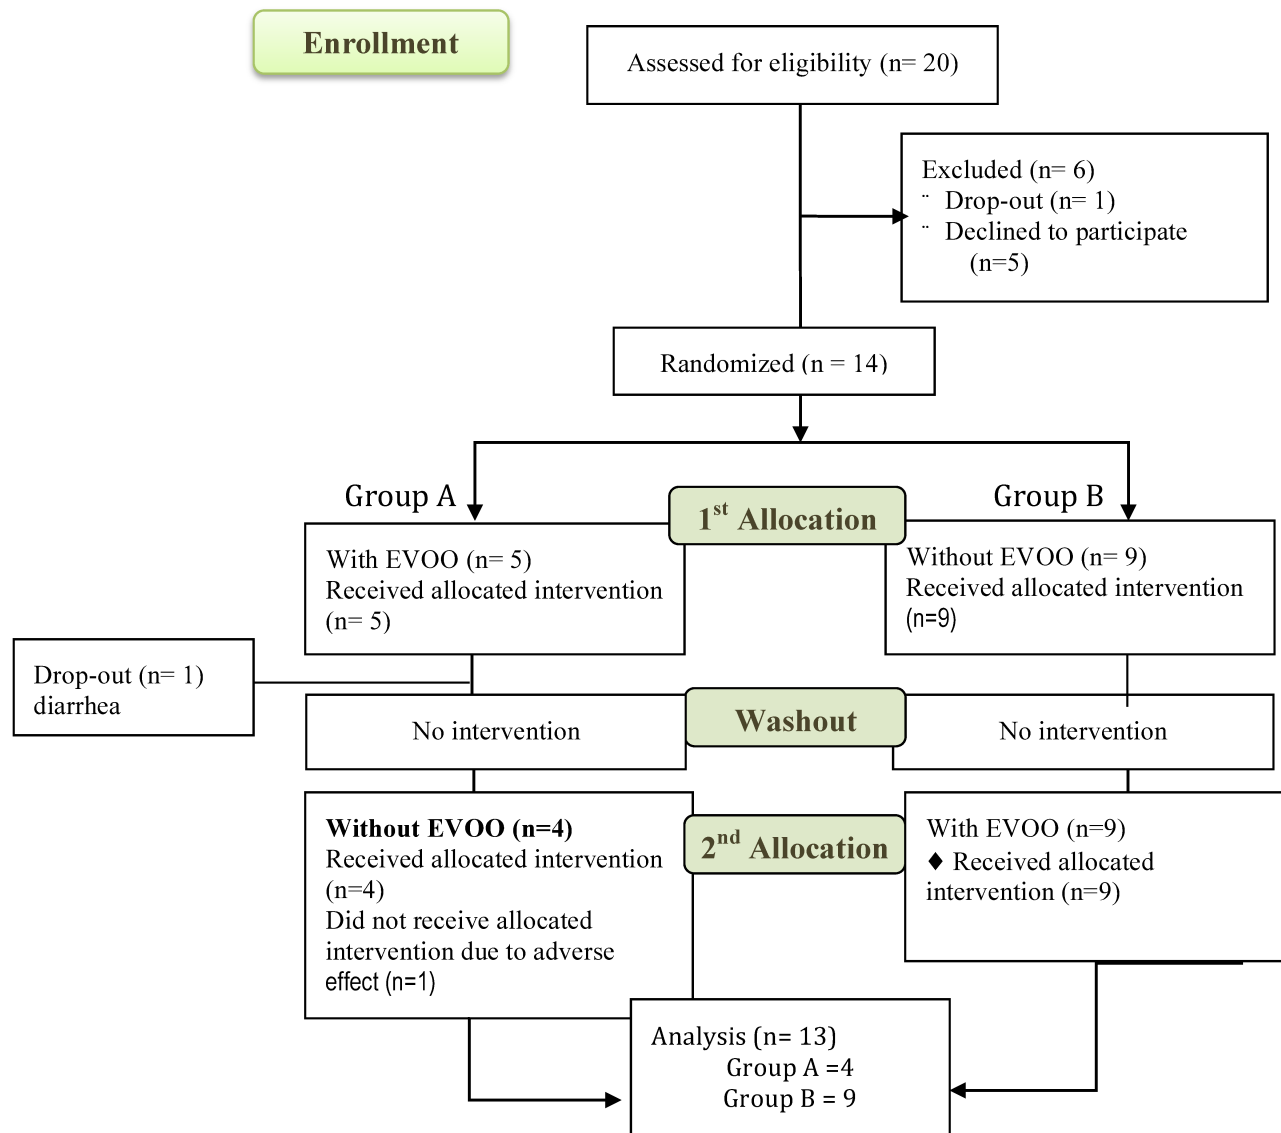 Enrollment
Assessed for eligibility (n= 20)
Excluded (n= 6)
¨ Drop-out (n= 1)
¨ Declined to participate
(n=5)
Randomized (n = 14)
Group A
1st Allocation
Group B
With EVOO (n= 5)
Received allocated intervention
(n= 5)
Without EVOO (n= 9)
Received allocated intervention
(n=9)
Drop-out (n= 1)
diarrhea
No intervention
Washout
No intervention
Without EVOO (n=4)
Received allocated intervention
(n=4)
Did not receive allocated
intervention due to adverse
effect (n=1)
2nd Allocation
With EVOO (n=9)
♦ Received allocated
intervention (n=9)
Analysis (n= 13)
Group A =4
Group B = 9